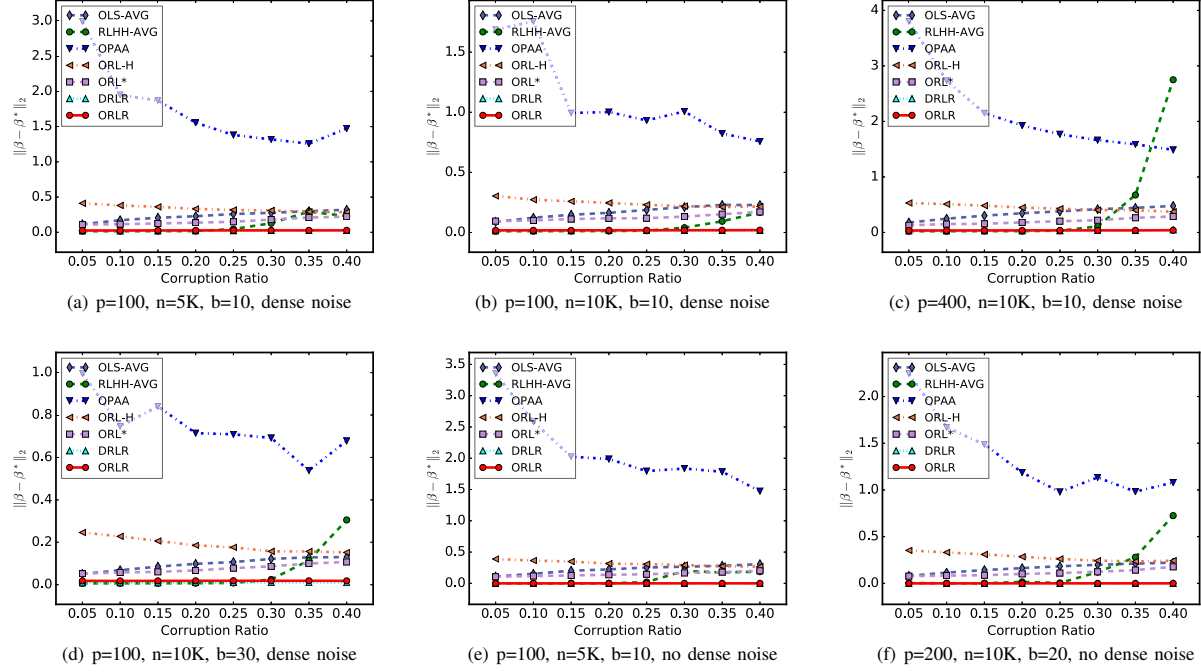 3.0
2.5
2.0
1.5
1.0
0.5
0.0
‖β − β*‖₂
OLS-AVG
RLHH-AVG
OPAA
ORL-H
ORL*
DRLR
ORLR
0.05 0.10 0.15 0.20 0.25 0.30 0.35 0.40
Corruption Ratio
(a) p=100, n=5K, b=10, dense noise
1.5
1.0
0.5
0.0
‖β − β*‖₂
OLS-AVG
RLHH-AVG
OPAA
ORL-H
ORL*
DRLR
ORLR
0.05 0.10 0.15 0.20 0.25 0.30 0.35 0.40
Corruption Ratio
(b) p=100, n=10K, b=10, dense noise
4
3
2
1
0
‖β − β*‖₂
OLS-AVG
RLHH-AVG
OPAA
ORL-H
ORL*
DRLR
ORLR
0.05 0.10 0.15 0.20 0.25 0.30 0.35 0.40
Corruption Ratio
(c) p=400, n=10K, b=10, dense noise
1.0
0.8
0.6
0.4
0.2
0.0
‖β − β*‖₂
OLS-AVG
RLHH-AVG
OPAA
ORL-H
ORL*
DRLR
ORLR
0.05 0.10 0.15 0.20 0.25 0.30 0.35 0.40
Corruption Ratio
(d) p=100, n=10K, b=30, dense noise
3.5
3.0
2.5
2.0
1.5
1.0
0.5
0.0
‖β − β*‖₂
OLS-AVG
RLHH-AVG
OPAA
ORL-H
ORL*
DRLR
ORLR
0.05 0.10 0.15 0.20 0.25 0.30 0.35 0.40
Corruption Ratio
(e) p=100, n=5K, b=10, no dense noise
2.0
1.5
1.0
0.5
0.0
‖β − β*‖₂
OLS-AVG
RLHH-AVG
OPAA
ORL-H
ORL*
DRLR
ORLR
0.05 0.10 0.15 0.20 0.25 0.30 0.35 0.40
Corruption Ratio
(f) p=200, n=10K, b=20, no dense noise